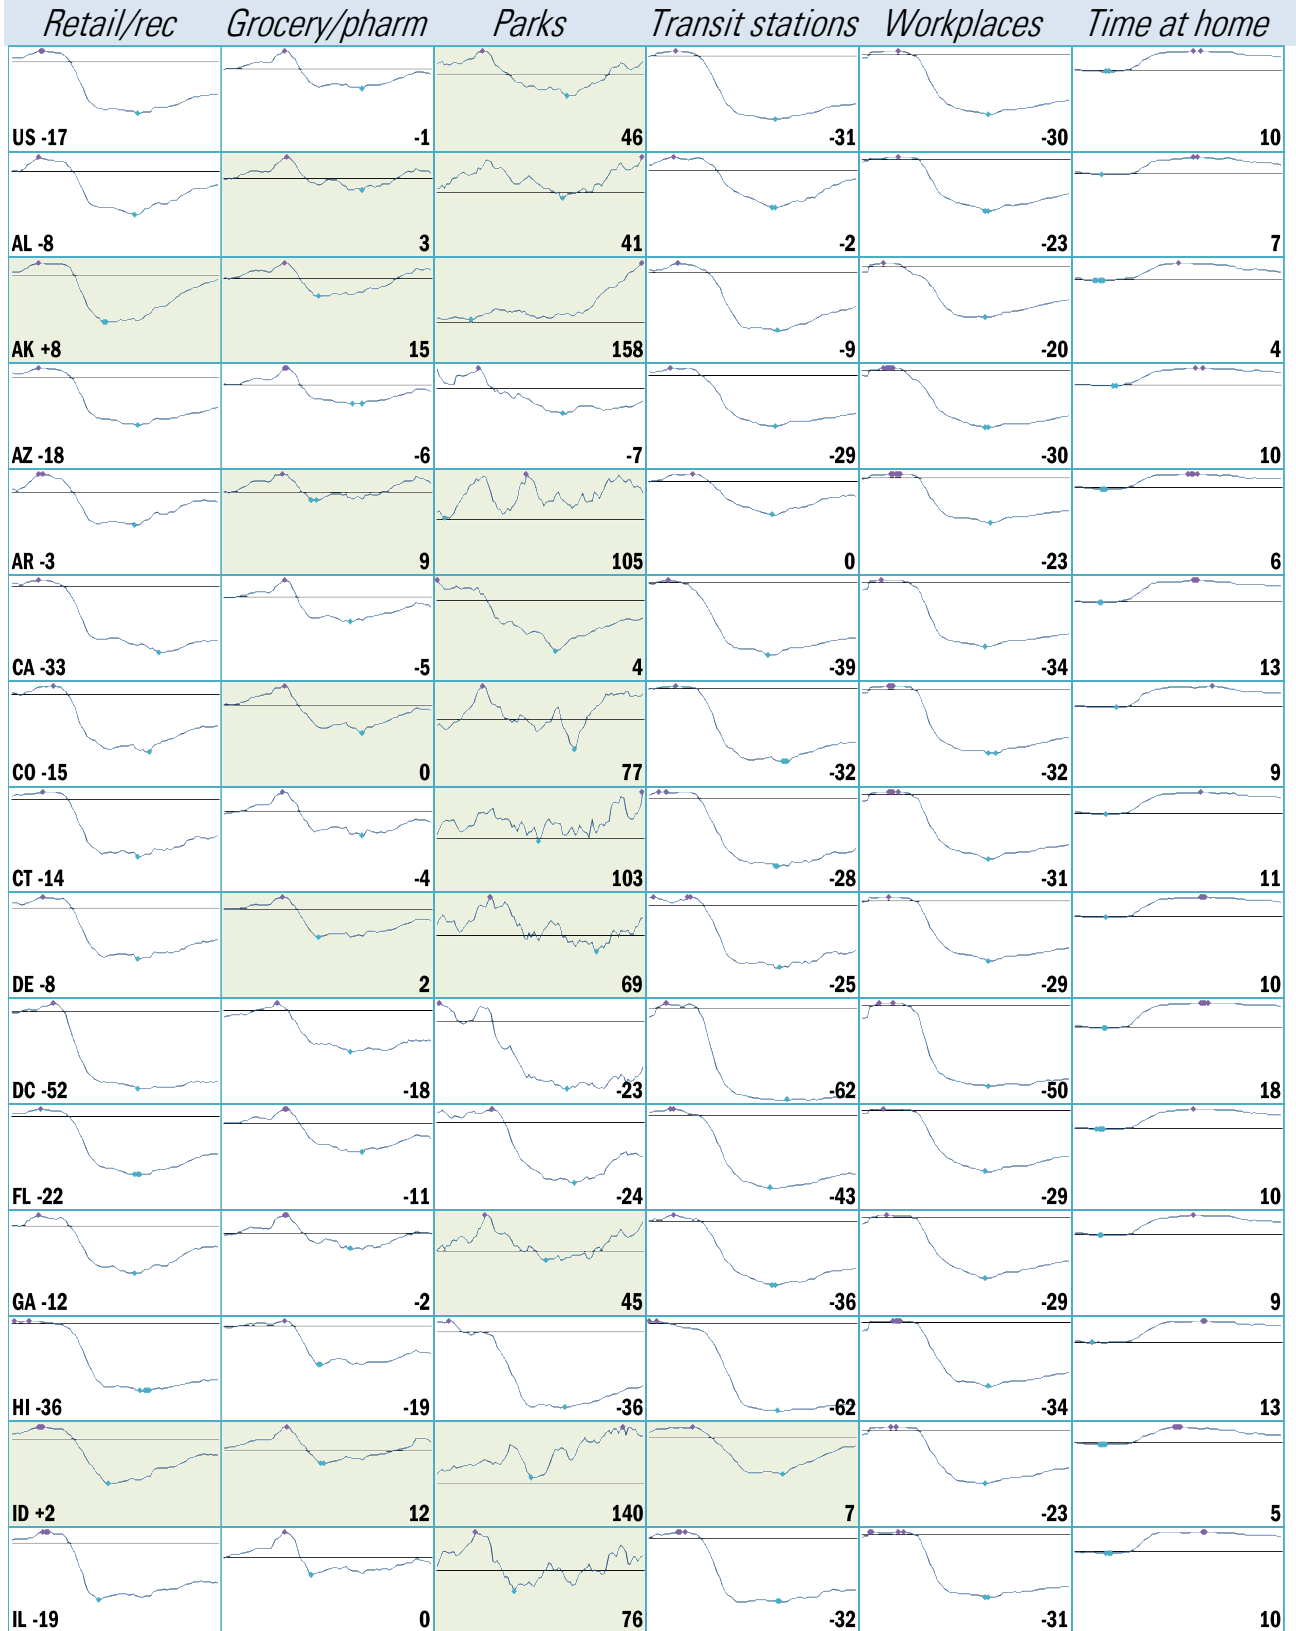 Retail/rec Grocery/pharm Parks Transit stations Workplaces Time at home
US -17 -1 46 -31 -30 10
AL -8 3 41 -2 -23 7
AK +8 15 158 -9 -20 4
AZ -18 -6 -7 -29 -30 10
AR -3 9 105 0 -23 6
CA -33 -5 4 -39 -34 13
CO -15 0 77 -32 -32 9
CT -14 -4 103 -28 -31 11
DE -8 2 69 -25 -29 10
DC -52 -18 -23 -62 -50 18
FL -22 -11 -24 -43 -29 10
GA -12 -2 45 -36 -29 9
HI -36 -19 -36 -62 -34 13
ID +2 12 140 7 -23 5
IL -19 0 76 -32 -31 10